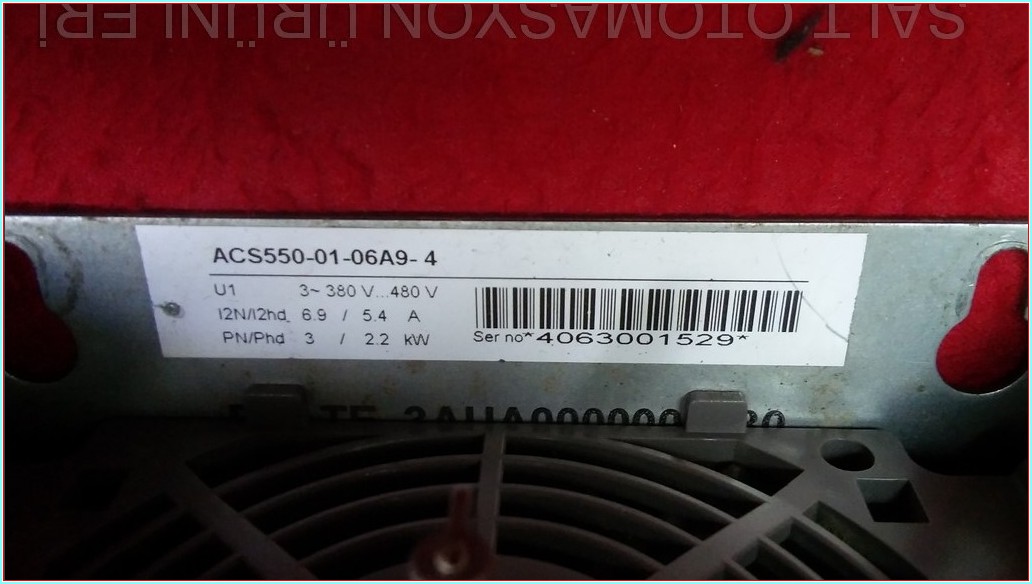 SALT OTOMASYON ÜRÜNLERİ
ACS550-01-06A9- 4
U1 3~ 380 V...480 V
I2N/I2hd 6.9 / 5.4 A
PN/Phd 3 / 2.2 kW
Ser no *4063001529*